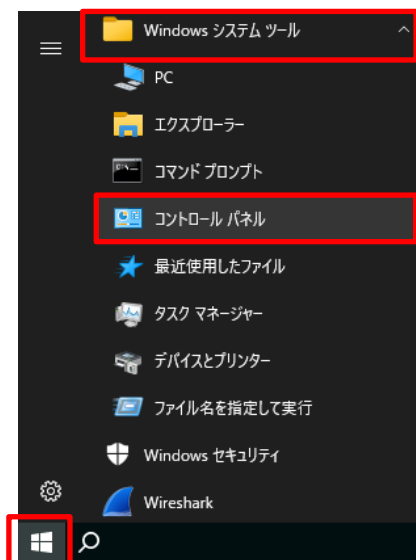 Windows システム ツール
PC
エクスプローラー
コマンド プロンプト
コントロール パネル
最近使用したファイル
タスク マネージャー
デバイスとプリンター
ファイル名を指定して実行
Windows セキュリティ
Wireshark